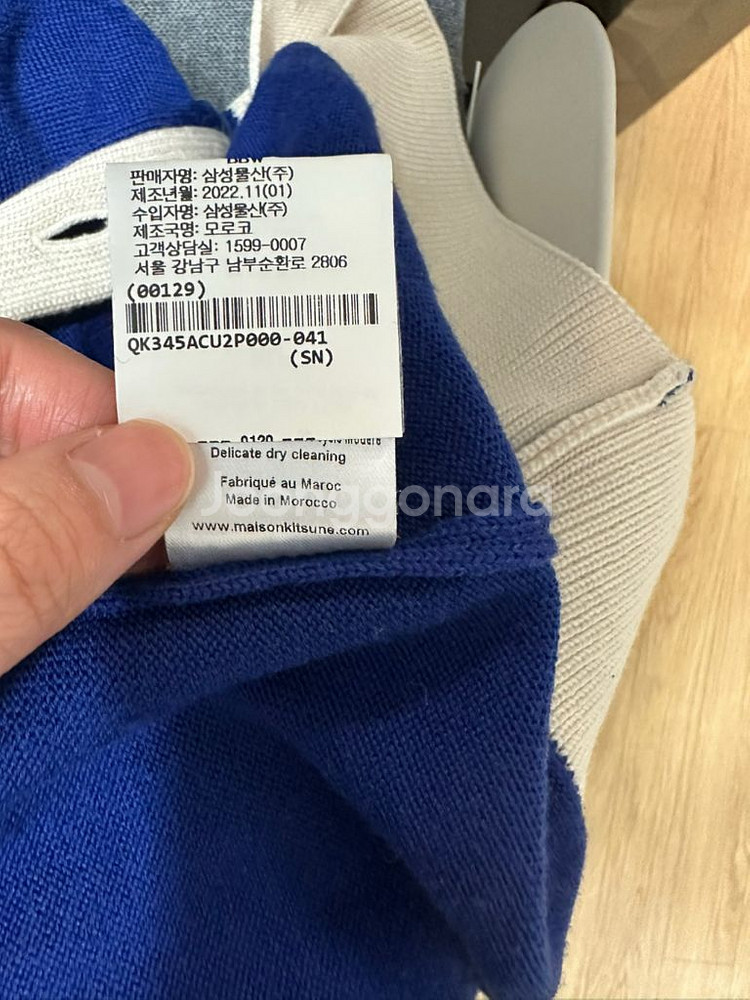 BBW
판매자명: 삼성물산(주)
제조년월: 2022.11(01)
수입자명: 삼성물산(주)
제조국명: 모로코
고객상담실: 1599-0007
서울 강남구 남부순환로 2806
(00129)
QK345ACU2P000-041
(SN)
Delicate dry cleaning
Fabriqué au Maroc
Made in Morocco
www.maisonkitsune.com
Joonggonara